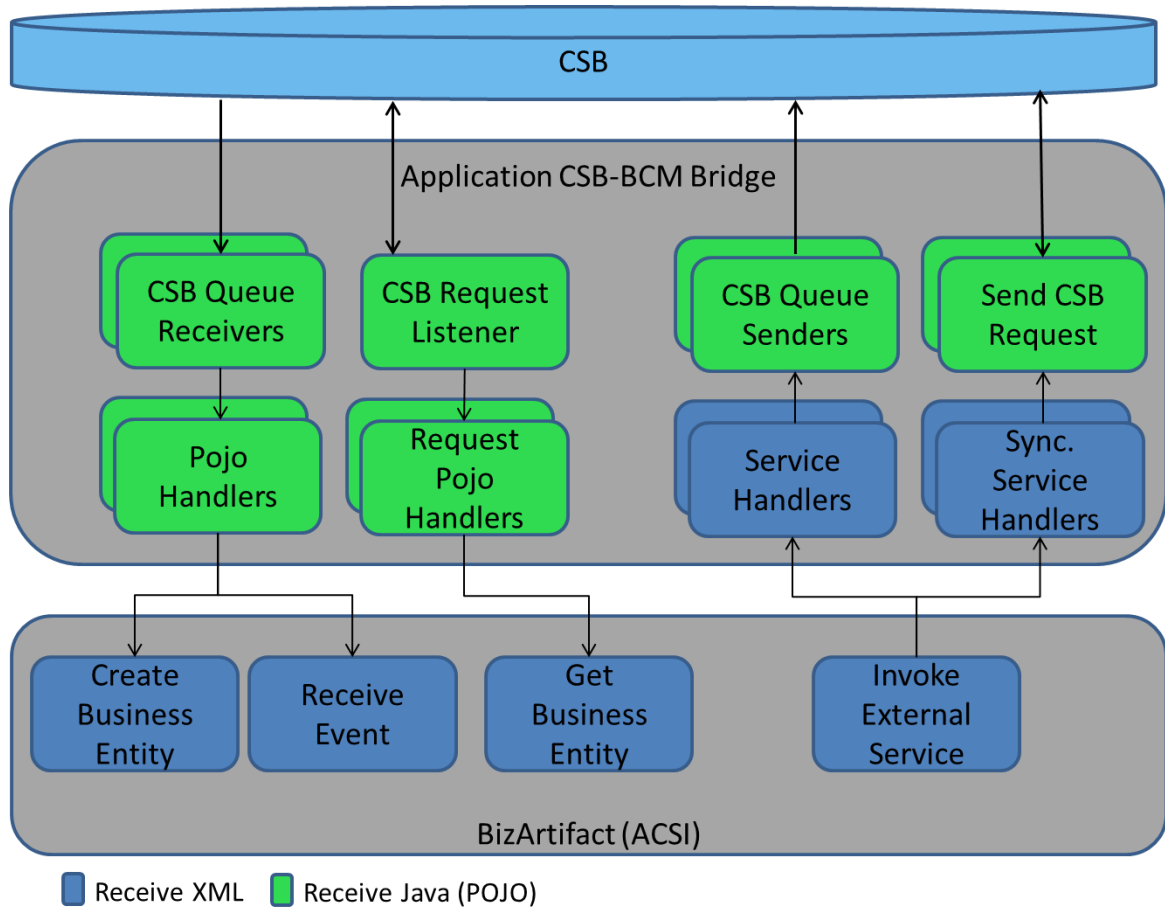 CSB
Application CSB-BCM Bridge
CSB Queue
Receivers
CSB Request
Listener
CSB Queue
Senders
Send CSB
Request
Pojo
Handlers
Request
Pojo
Handlers
Service
Handlers
Sync.
Service
Handlers
Create
Business
Entity
Receive
Event
Get
Business
Entity
Invoke
External
Service
BizArtifact (ACSI)
Receive XML
Receive Java (POJO)